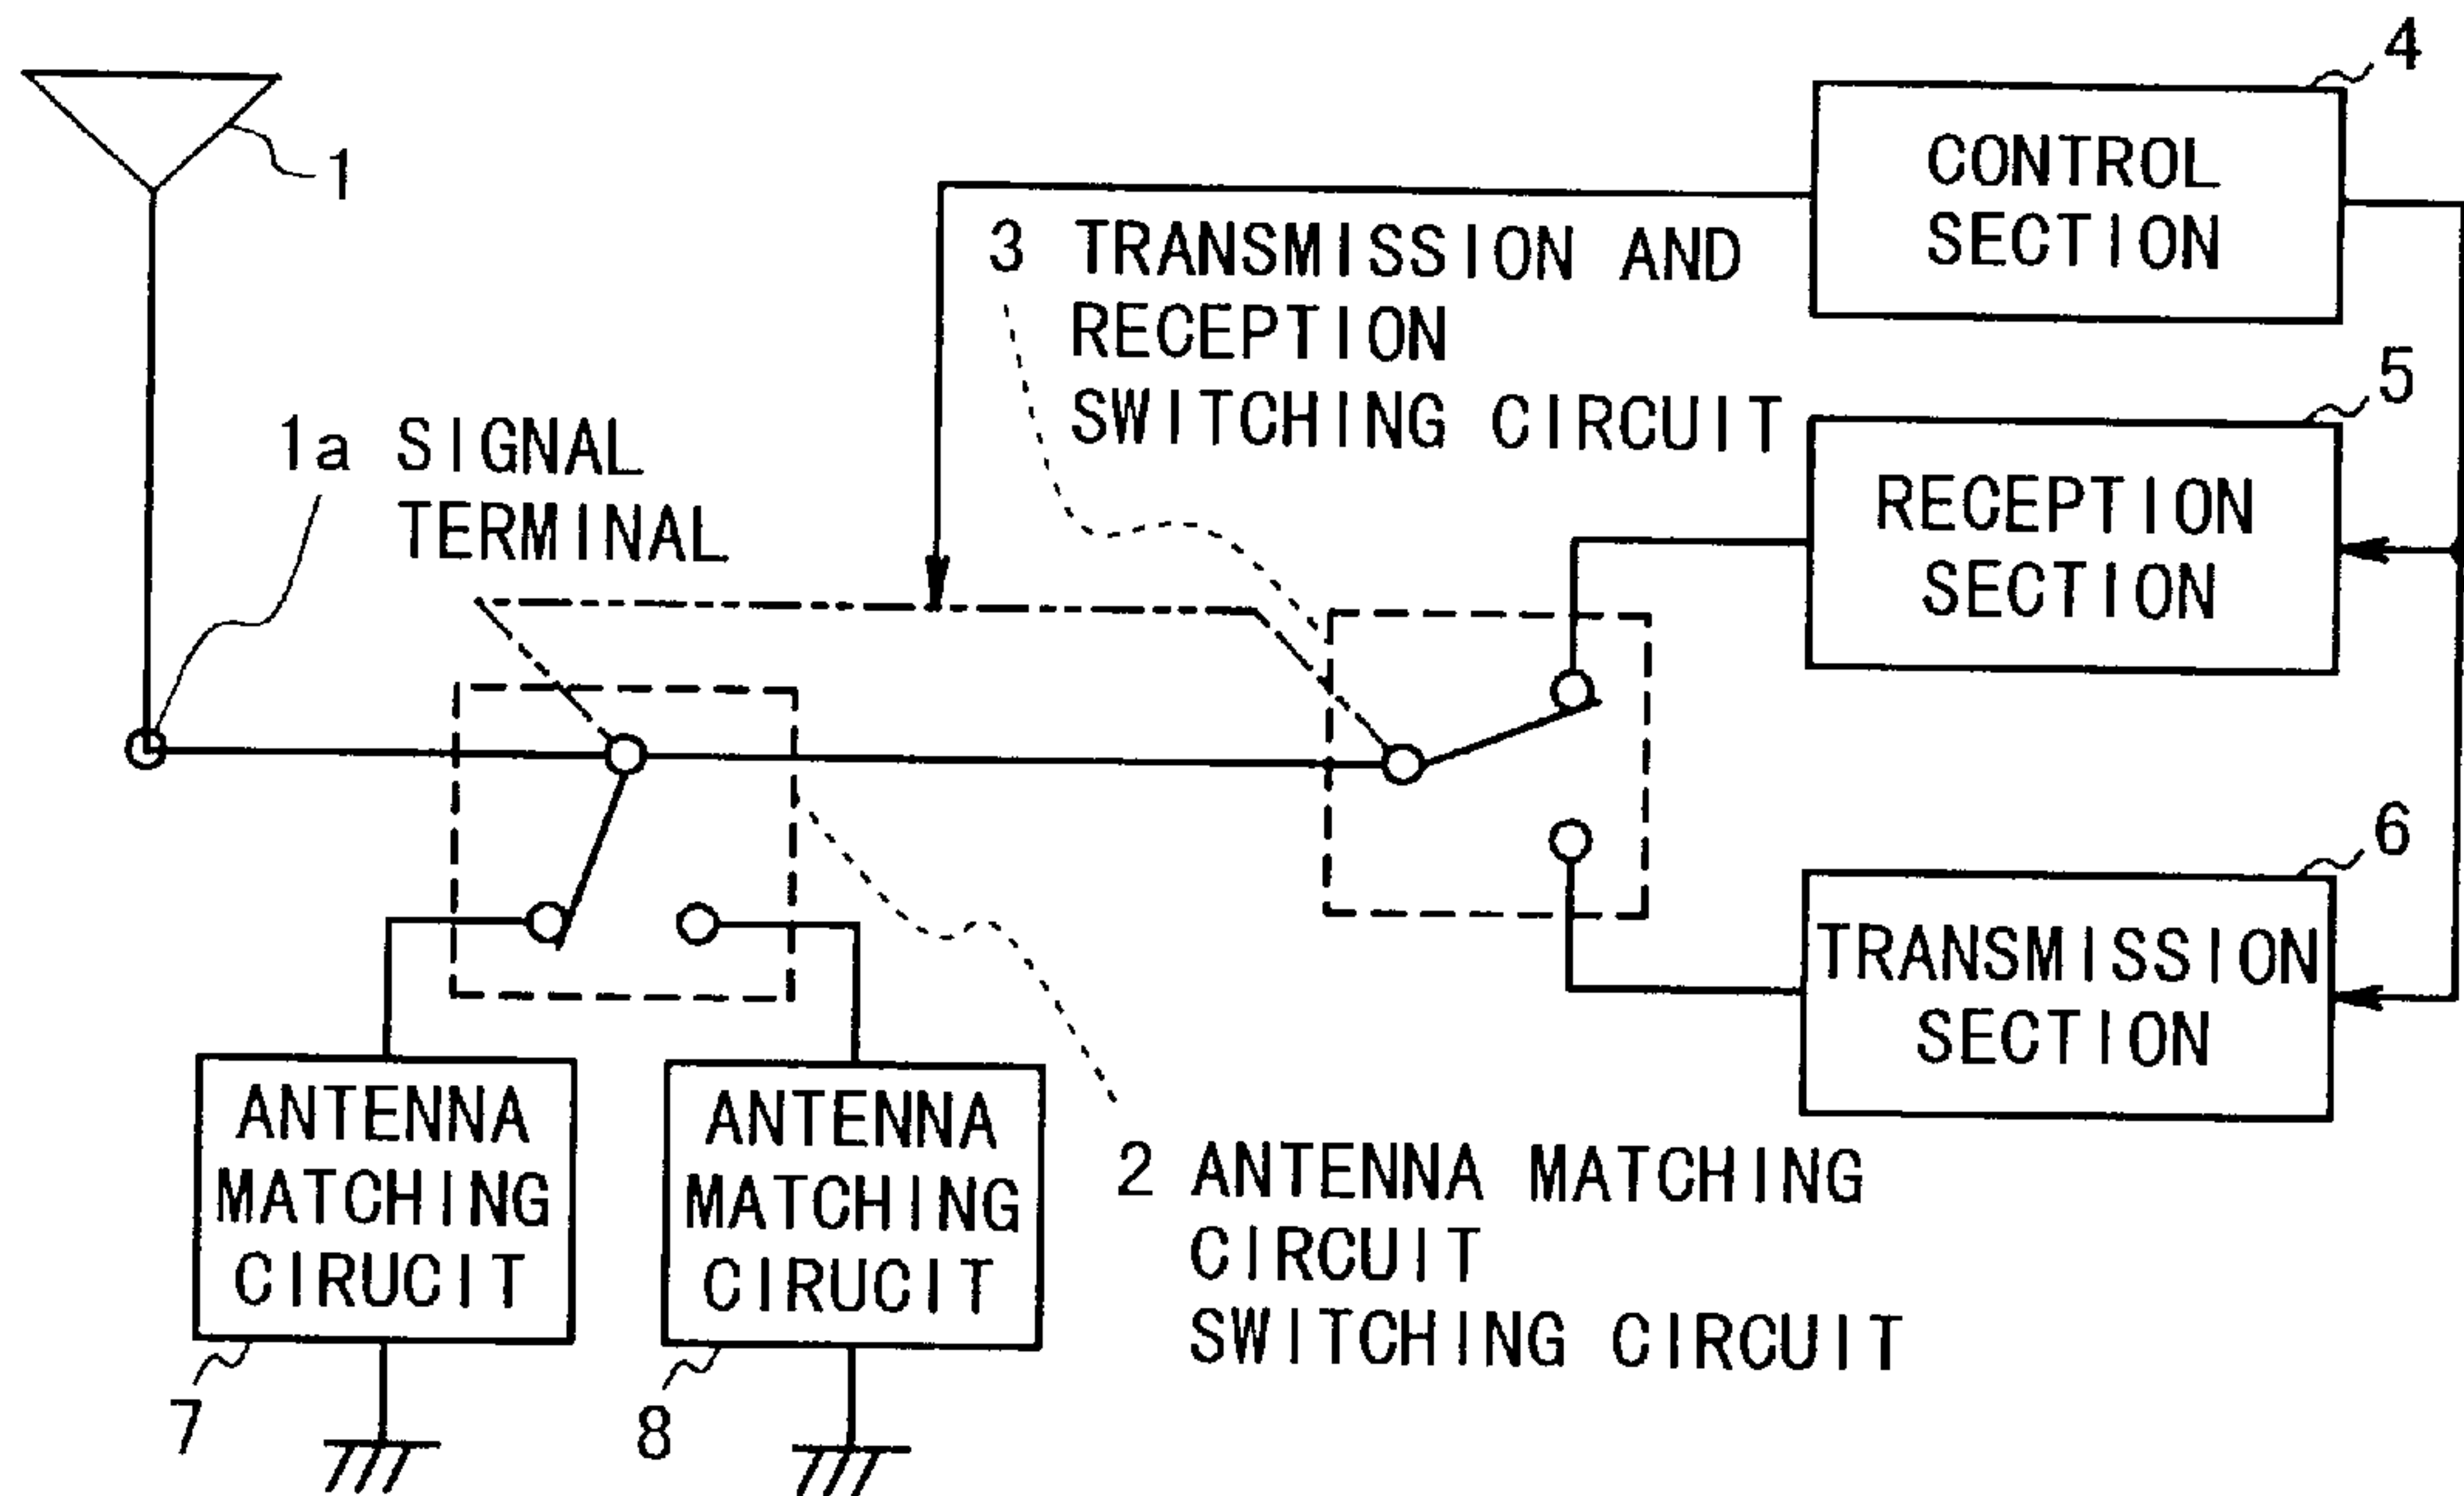 4
CONTROL
SECTION
1
3 TRANSMISSION AND
RECEPTION
SWITCHING CIRCUIT
5
RECEPTION
SECTION
1a SIGNAL
TERMINAL
6
TRANSMISSION
SECTION
ANTENNA
MATCHING
CIRUCIT
7
ANTENNA
MATCHING
CIRUCIT
8
2 ANTENNA MATCHING
CIRCUIT
SWITCHING CIRCUIT